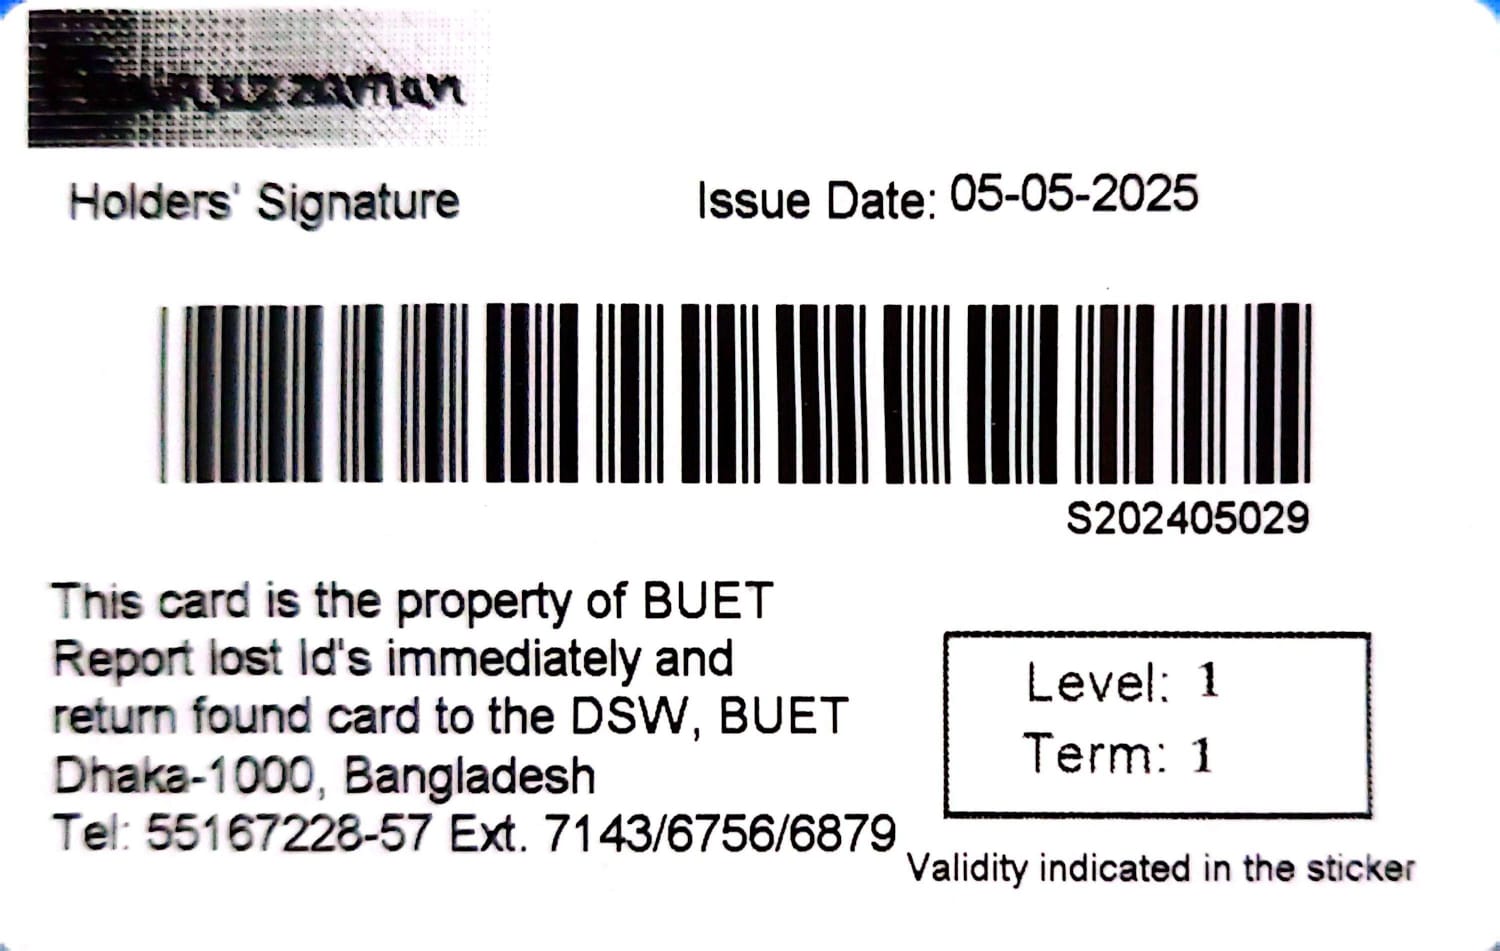 Holders' Signature
Issue Date: 05-05-2025
S202405029
This card is the property of BUET
Report lost Id's immediately and
return found card to the DSW, BUET
Dhaka-1000, Bangladesh
Tel: 55167228-57 Ext. 7143/6756/6879
Level: 1
Term: 1
Validity indicated in the sticker